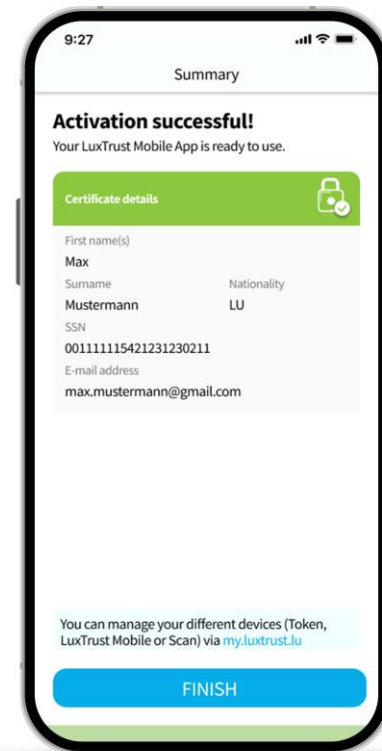 9:27
Summary
Activation successful!
Your LuxTrust Mobile App is ready to use.
Certificate details
First name(s)
Max
Surname Nationality
Mustermann LU
SSN
001111115421231230211
E-mail address
max.mustermann@gmail.com
You can manage your different devices (Token,
LuxTrust Mobile or Scan) via my.luxtrust.lu
FINISH